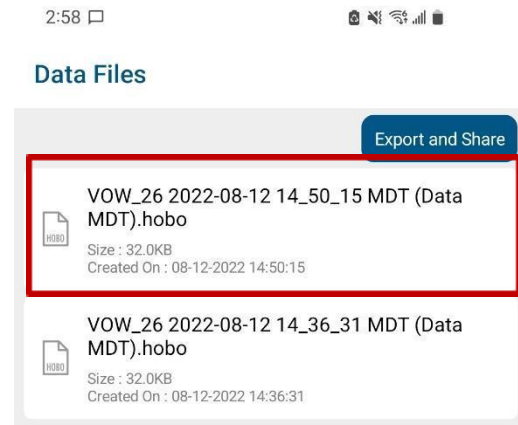 2:58
Data Files
Export and Share
VOW_26 2022-08-12 14_50_15 MDT (Data
MDT).hobo
HOBO
Size : 32.0KB
Created On : 08-12-2022 14:50:15
VOW_26 2022-08-12 14_36_31 MDT (Data
MDT).hobo
HOBO
Size : 32.0KB
Created On : 08-12-2022 14:36:31